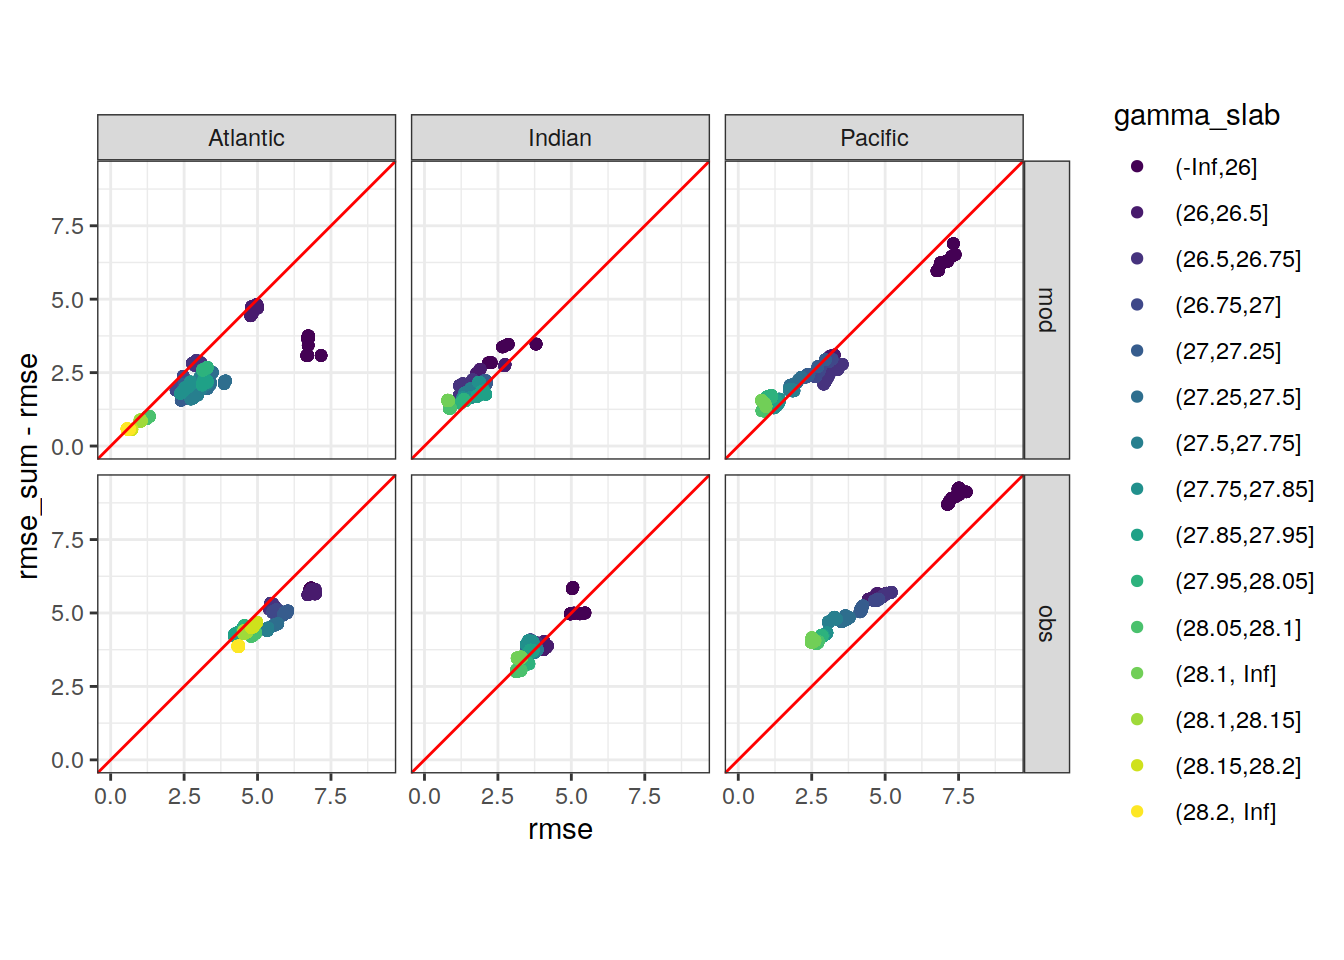 Atlantic
Indian
Pacific
mod
obs
7.5
5.0
2.5
0.0
7.5
5.0
2.5
0.0
0.0 2.5 5.0 7.5
0.0 2.5 5.0 7.5
0.0 2.5 5.0 7.5
rmse
rmse_sum - rmse
gamma_slab
(-Inf,26]
(26,26.5]
(26.5,26.75]
(26.75,27]
(27,27.25]
(27.25,27.5]
(27.5,27.75]
(27.75,27.85]
(27.85,27.95]
(27.95,28.05]
(28.05,28.1]
(28.1, Inf]
(28.1,28.15]
(28.15,28.2]
(28.2, Inf]